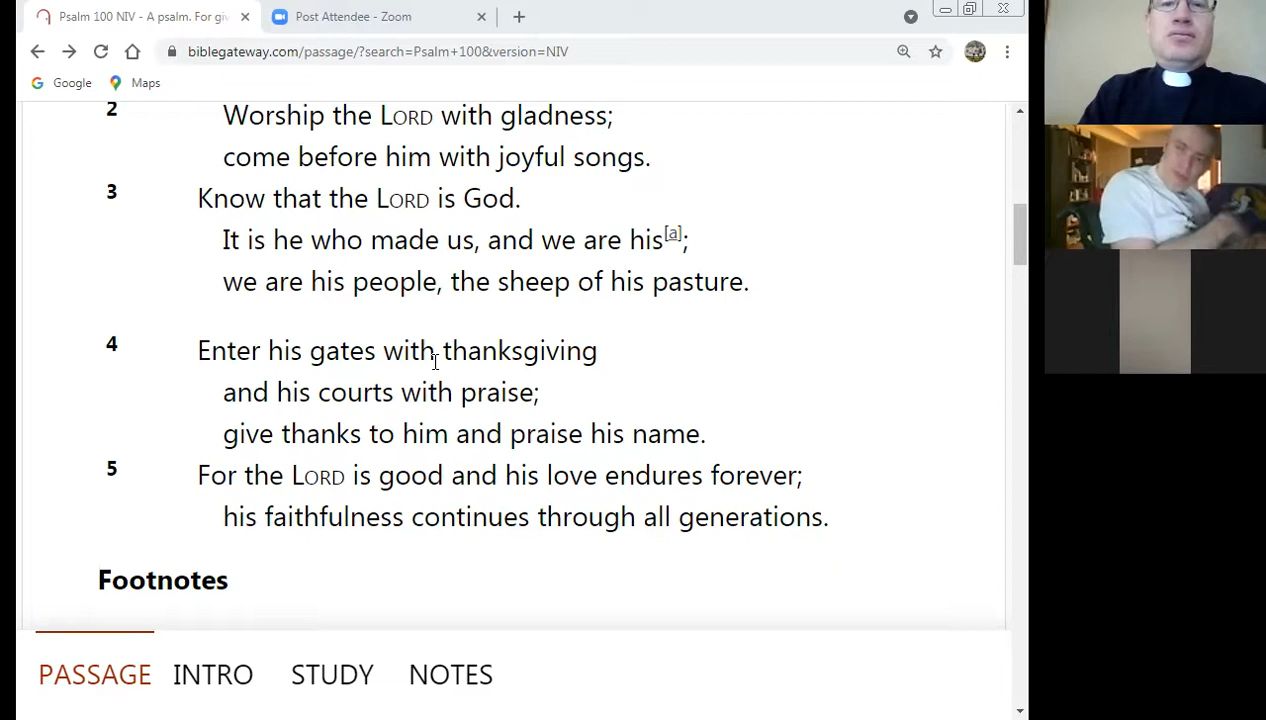 Psalm 100 NIV - A psalm. For giv
Post Attendee - Zoom
biblegateway.com/passage/?search=Psalm+100&version=NIV
Google Maps
2 Worship the LORD with gladness;
come before him with joyful songs.
3 Know that the LORD is God.
It is he who made us, and we are his[a];
we are his people, the sheep of his pasture.
4 Enter his gates with thanksgiving
and his courts with praise;
give thanks to him and praise his name.
5 For the LORD is good and his love endures forever;
his faithfulness continues through all generations.
Footnotes
PASSAGE INTRO STUDY NOTES